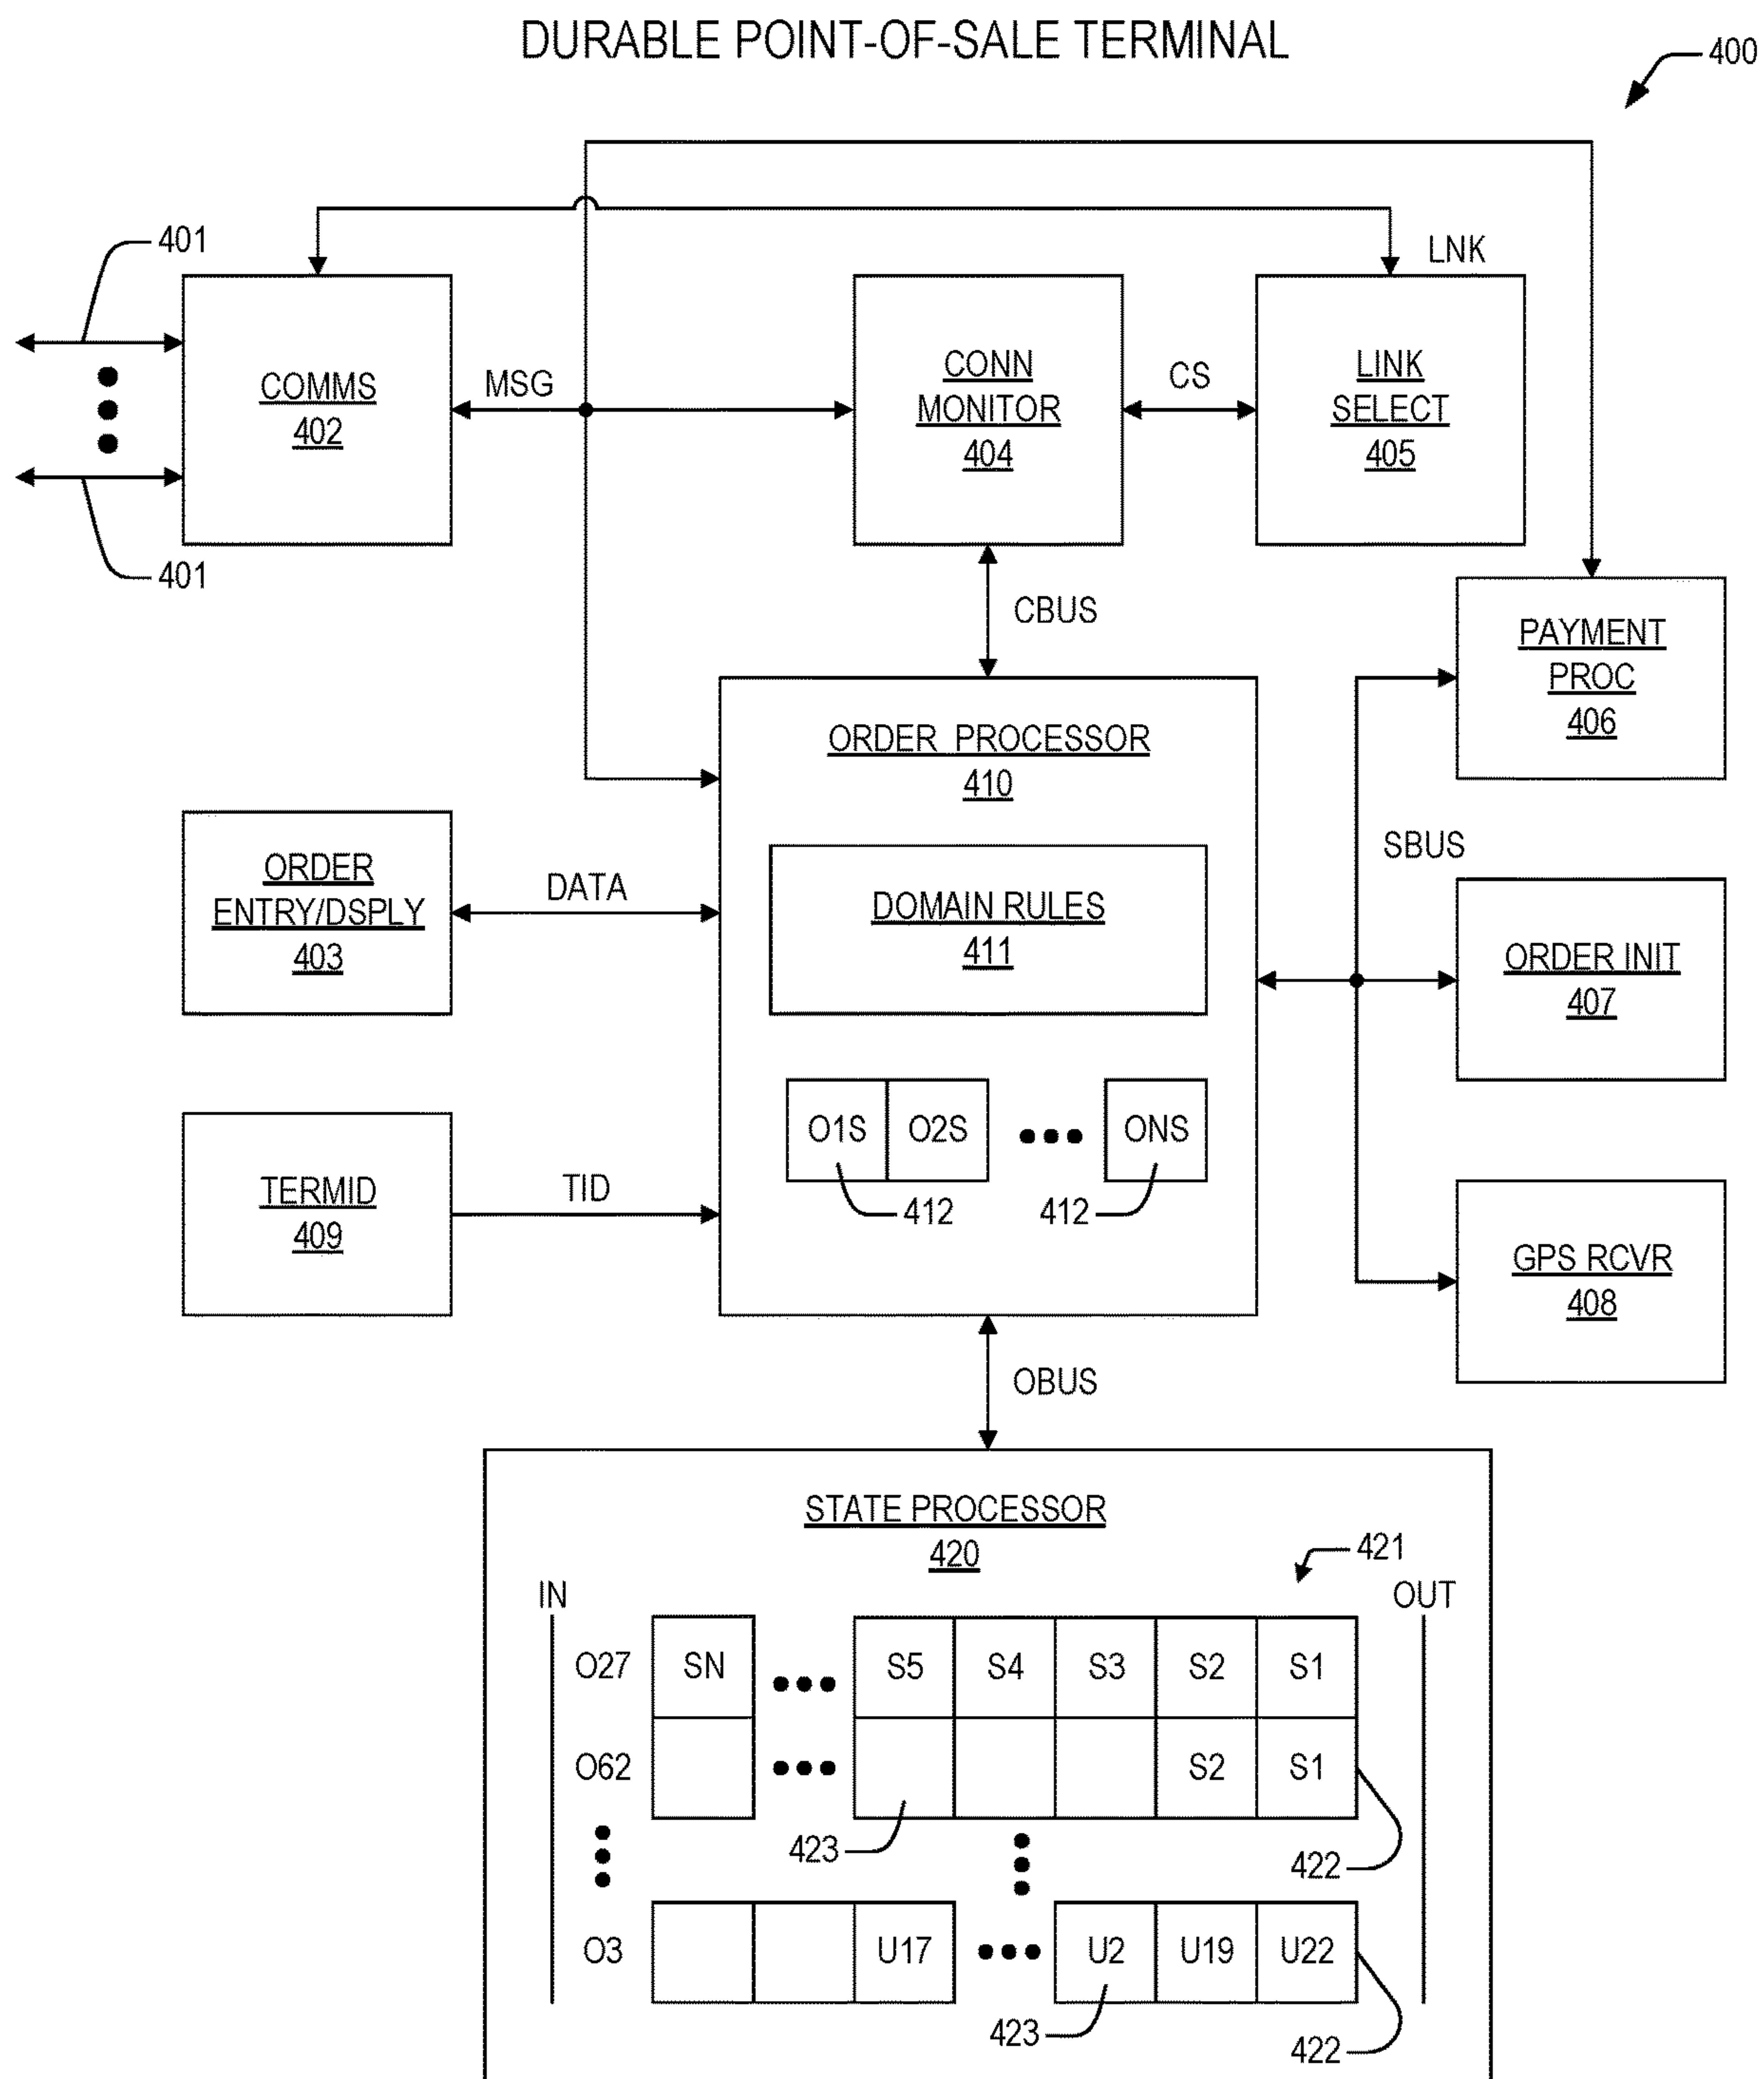 DURABLE POINT-OF-SALE TERMINAL
400
LNK
401
401
COMMS
402
MSG
CONN
MONITOR
404
CS
LINK
SELECT
405
CBUS
PAYMENT
PROC
406
ORDER PROCESSOR
410
SBUS
ORDER
ENTRY/DSPLY
403
DATA
DOMAIN RULES
411
ORDER INIT
407
O1S O2S ONS
412 412
TERMID
409
TID
GPS RCVR
408
OBUS
STATE PROCESSOR
420
421
IN OUT
O27 SN S5 S4 S3 S2 S1
O62 S2 S1
423 422
O3 U17 U2 U19 U22
423 422